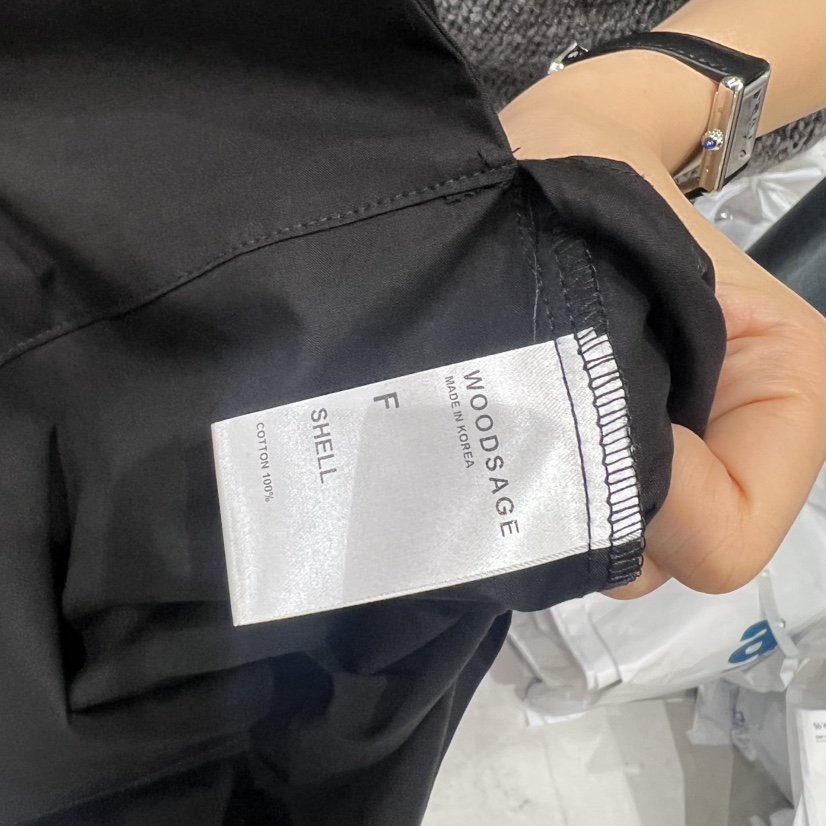 WOODSAGE
MADE IN KOREA
F
SHELL
COTTON 100%
a